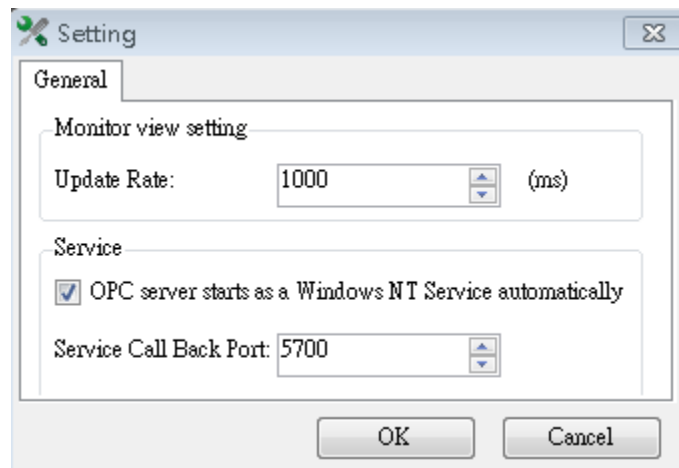 Setting
General
Monitor view setting
Update Rate: 1000 (ms)
Service
OPC server starts as a Windows NT Service automatically
Service Call Back Port: 5700
OK Cancel